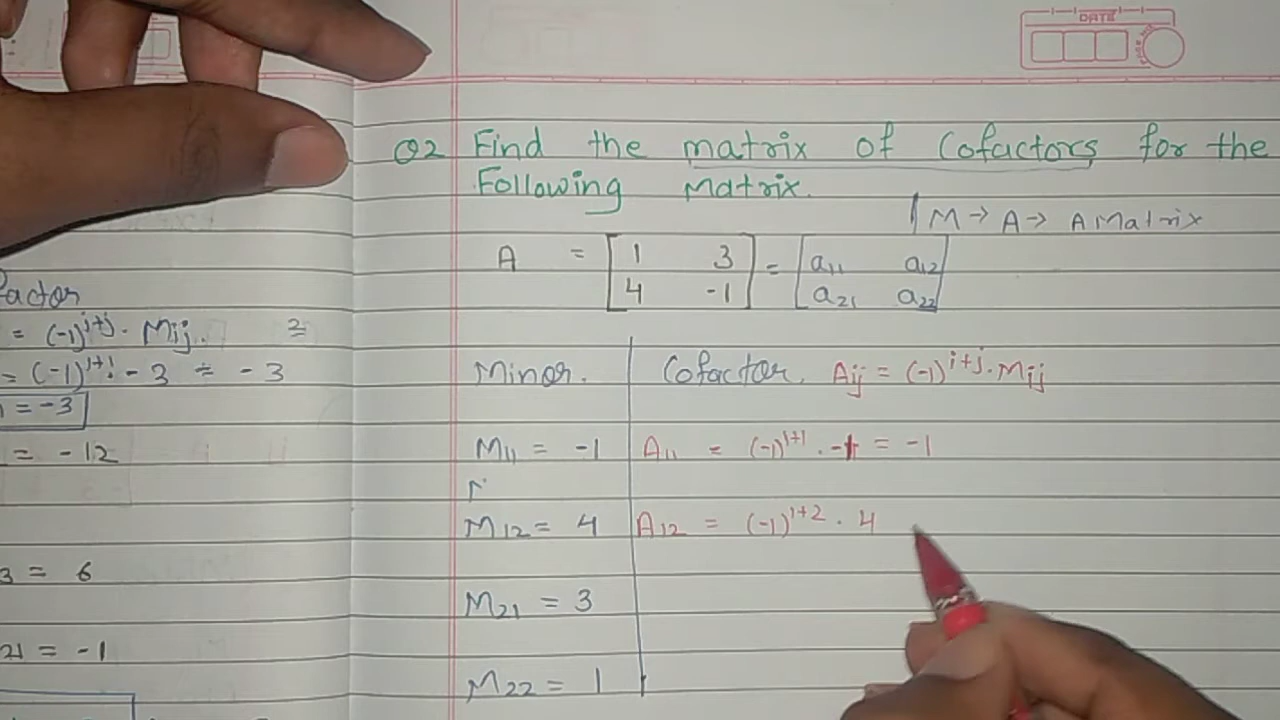 DATE
Q2 Find the matrix of Cofactors for the
Following matrix.
M → A → A Matrix
A = [1 3 4 -1] = [a11 a12 a21 a22]
factor
= (-1)^i+j · Mij
= (-1)^1+1 - 3 = -3
= -3
= -12
3 = 6
21 = -1
Minor. Cofactor. Aij = (-1)^i+j · Mij
M11 = -1 A11 = (-1)^1+1 · -1 = -1
M12 = 4 A12 = (-1)^1+2 · 4
M21 = 3
M22 = 1